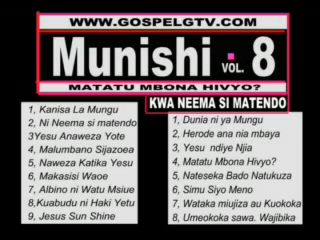 WWW.GOSPELGTV.COM
Munishi - VOL. 8
MATATU MBONA HIVYO?
KWA NEEMA SI MATENDO
1, Kanisa La Mungu
2, Ni Neema si matendo
3Yesu Anaweza Yote
4, Malumbano Sijazoea
5, Naweza Katika Yesu
6, Makasisi Waoe
7, Albino ni Watu Msiue
8,Kuabudu ni Haki Yetu
9, Jesus Sun Shine
1, Dunia ni ya Mungu
2, Herode ana nia mbaya
3, Yesu ndiye Njia
4, Matatu Mbona Hivyo?
5, Nateseka Bado Natukuza
6, Simu Siyo Meno
7, Wataka miujiza au Kuokoka
8, Umeokoka sawa. Wajibika